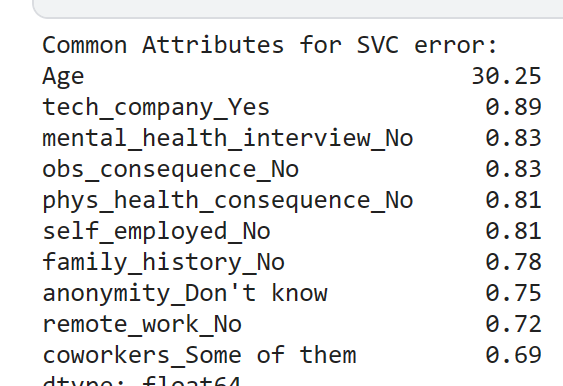 Common Attributes for SVC error:
Age 30.25
tech_company_Yes 0.89
mental_health_interview_No 0.83
obs_consequence_No 0.83
phys_health_consequence_No 0.81
self_employed_No 0.81
family_history_No 0.78
anonymity_Don't know 0.75
remote_work_No 0.72
coworkers_Some of them 0.69
dtype: float64